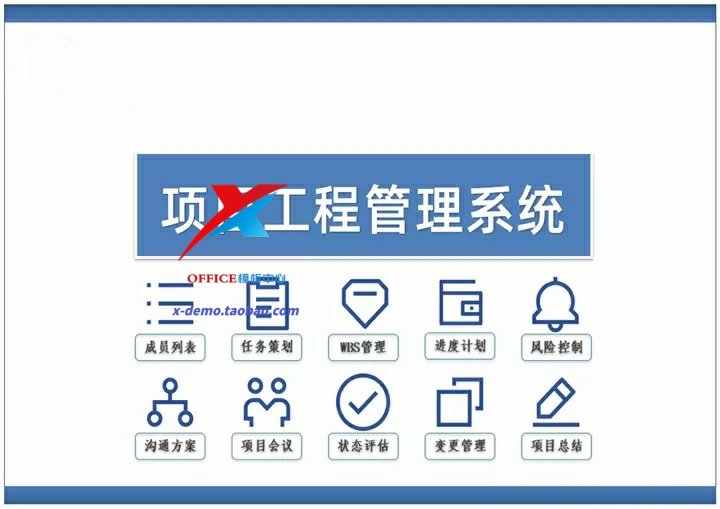 项目工程管理系统
OFFICE模板中心
x-demo.taobao.com
成员列表
任务策划
WBS管理
进度计划
风险控制
沟通方案
项目会议
状态评估
变更管理
项目总结